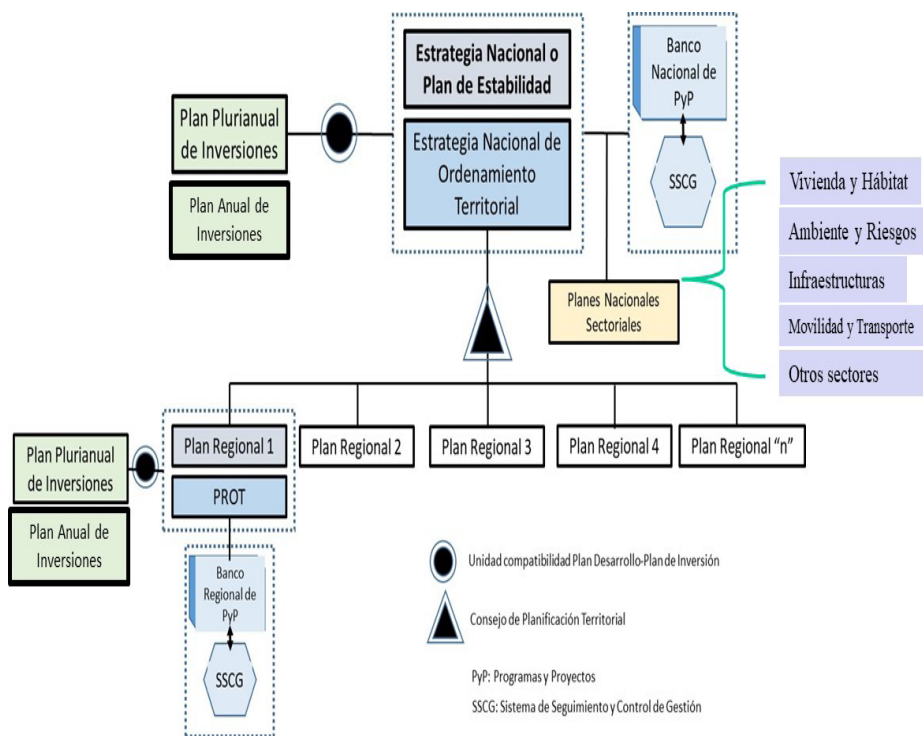 Estrategia Nacional o
Plan de Estabilidad
Estrategia Nacional de
Ordenamiento
Territorial
Banco
Nacional de
PyP
SSCG
Plan Plurianual
de Inversiones
Plan Anual de
Inversiones
Vivienda y Hábitat
Ambiente y Riesgos
Infraestructuras
Movilidad y Transporte
Otros sectores
Planes Nacionales
Sectoriales
Plan Regional 1
Plan Regional 2
Plan Regional 3
Plan Regional 4
Plan Regional “n”
PROT
Plan Plurianual
de Inversiones
Plan Anual de
Inversiones
Banco
Regional de
PyP
SSCG
Unidad compatibilidad Plan Desarrollo-Plan de Inversión
Consejo de Planificación Territorial
PyP: Programas y Proyectos
SSCG: Sistema de Seguimiento y Control de Gestión